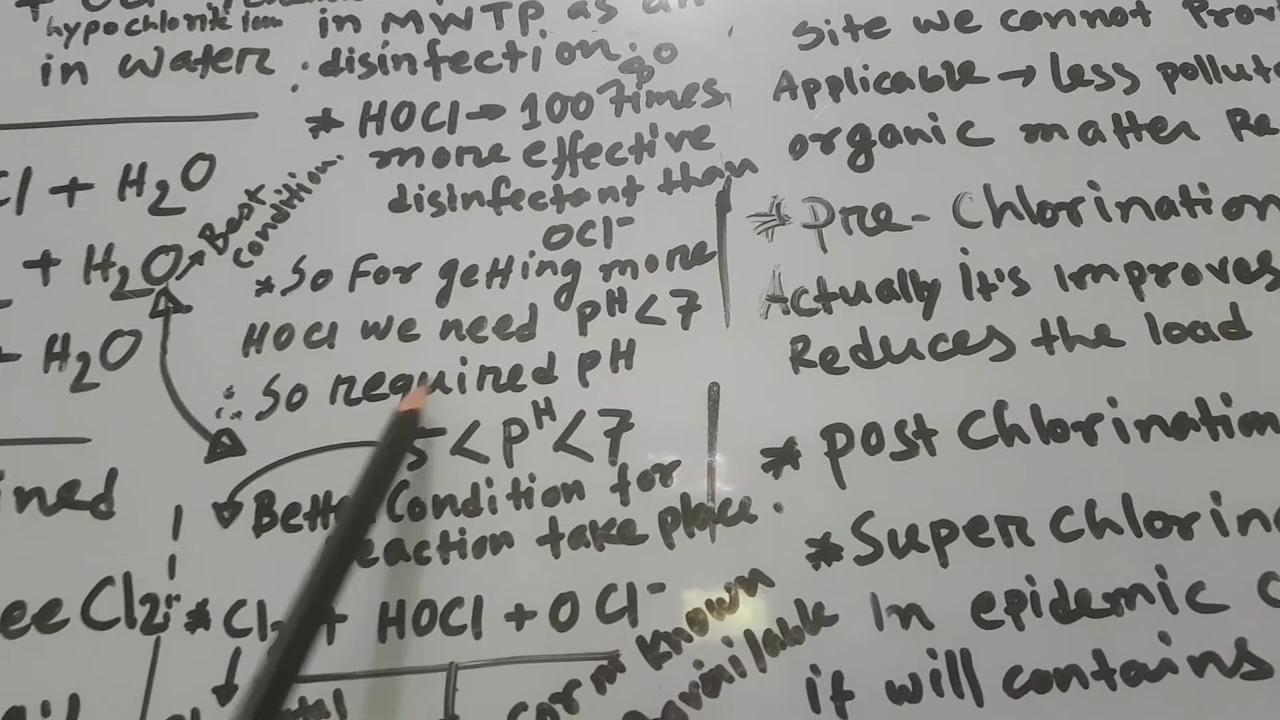 hypochlorite ion
in water.
in MWTP as an
disinfection.
80
* HOCl → 100 times
more effective
disinfectant than
OCl-
*So For getting more
HOCl we need pH<7
∴ So required pH
5<pH<7
Condition for
reaction take place.
Cl + H2O
+ H2O → Best
Condition.
+ H2O
ined
ee Cl2
* Cl2 + HOCl + OCl-
or known
available
site we cannot Prov
Applicable → less pollut
organic matter Re
* Pre-Chlorination
Actually it's improves
Reduces the load
* Post Chlorination
* Super Chlorin
In epidemic C
it will contains